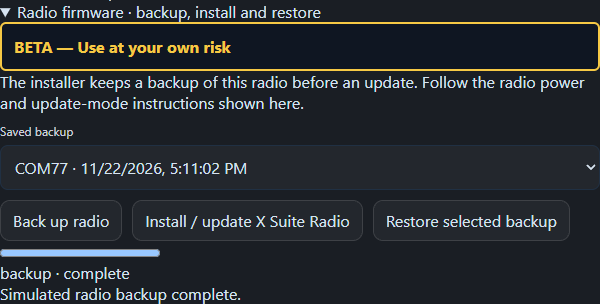 ▼ Radio firmware · backup, install and restore
BETA — Use at your own risk
The installer keeps a backup of this radio before an update. Follow the radio power
and update-mode instructions shown here.
Saved backup
COM77 · 11/22/2026, 5:11:02 PM
Back up radio Install / update X Suite Radio Restore selected backup
backup · complete
Simulated radio backup complete.